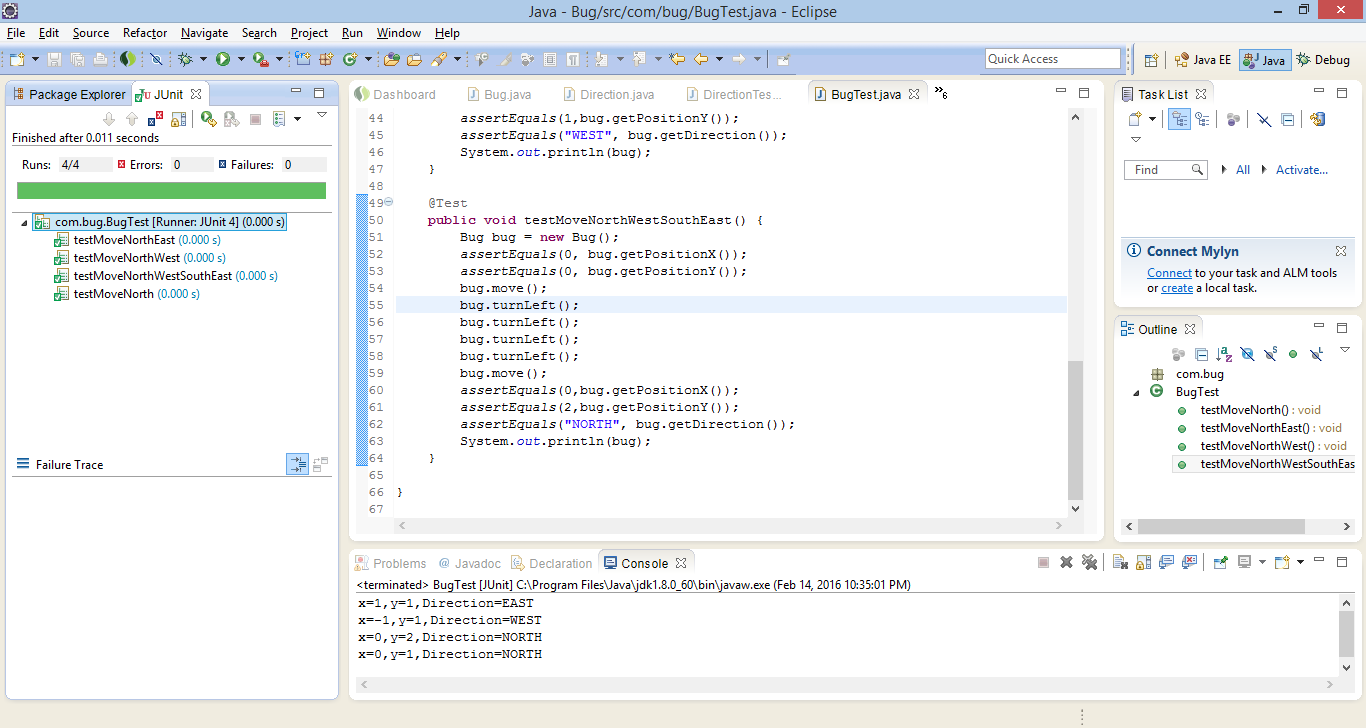 Java - Bug/src/com/bug/BugTest.java - Eclipse
File Edit Source Refactor Navigate Search Project Run Window Help
Quick Access
Java EE
Java
Debug
Package Explorer
JUnit
Finished after 0.011 seconds
Runs: 4/4
Errors: 0
Failures: 0
com.bug.BugTest [Runner: JUnit 4] (0.000 s)
testMoveNorthEast (0.000 s)
testMoveNorthWest (0.000 s)
testMoveNorthWestSouthEast (0.000 s)
testMoveNorth (0.000 s)
Failure Trace
Dashboard
Bug.java
Direction.java
DirectionTes...
BugTest.java
»6
44 assertEquals(1,bug.getPositionY());
45 assertEquals("WEST", bug.getDirection());
46 System.out.println(bug);
47 }
48
49 @Test
50 public void testMoveNorthWestSouthEast() {
51 Bug bug = new Bug();
52 assertEquals(0, bug.getPositionX());
53 assertEquals(0, bug.getPositionY());
54 bug.move();
55 bug.turnLeft();
56 bug.turnLeft();
57 bug.turnLeft();
58 bug.turnLeft();
59 bug.move();
60 assertEquals(0,bug.getPositionX());
61 assertEquals(2,bug.getPositionY());
62 assertEquals("NORTH", bug.getDirection());
63 System.out.println(bug);
64 }
65
66 }
67
Task List
Find
All
Activate...
Connect Mylyn
Connect to your task and ALM tools
or create a local task.
Outline
com.bug
BugTest
testMoveNorth() : void
testMoveNorthEast() : void
testMoveNorthWest() : void
testMoveNorthWestSouthEas
Problems
@ Javadoc
Declaration
Console
<terminated> BugTest [JUnit] C:\Program Files\Java\jdk1.8.0_60\bin\javaw.exe (Feb 14, 2016 10:35:01 PM)
x=1,y=1,Direction=EAST
x=-1,y=1,Direction=WEST
x=0,y=2,Direction=NORTH
x=0,y=1,Direction=NORTH